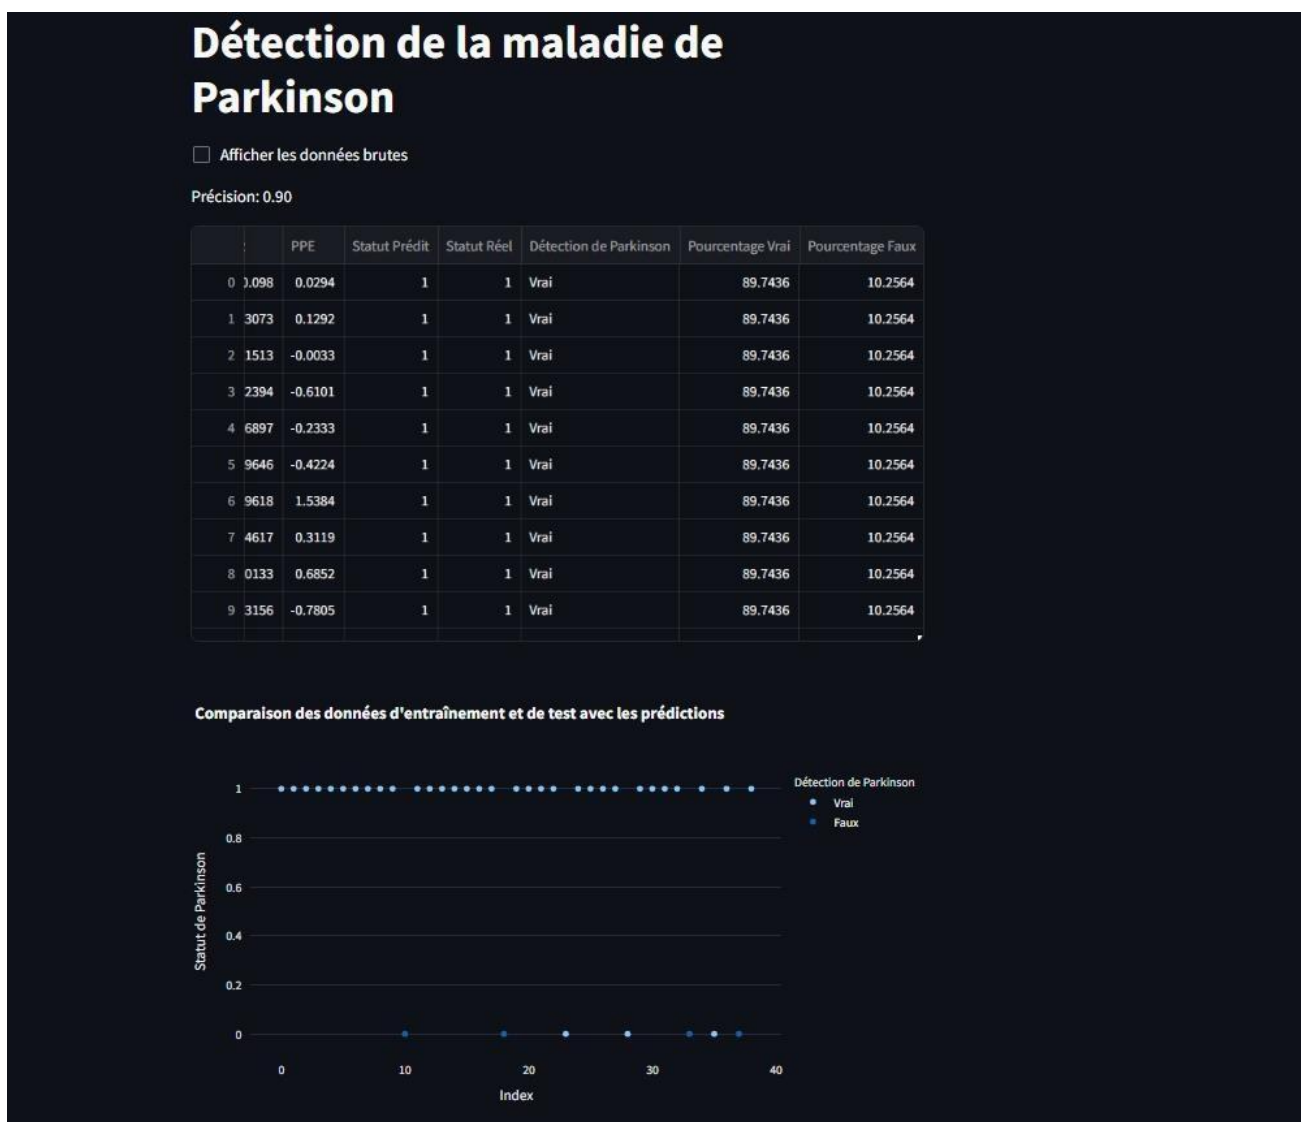 Détection de la maladie de
Parkinson
Afficher les données brutes
Précision: 0.90
PPE Statut Prédit Statut Réel Détection de Parkinson Pourcentage Vrai Pourcentage Faux
0 0.098 0.0294 1 1 Vrai 89.7436 10.2564
1 3073 0.1292 1 1 Vrai 89.7436 10.2564
2 1513 -0.0033 1 1 Vrai 89.7436 10.2564
3 2394 -0.6101 1 1 Vrai 89.7436 10.2564
4 6897 -0.2333 1 1 Vrai 89.7436 10.2564
5 9646 -0.4224 1 1 Vrai 89.7436 10.2564
6 9618 1.5384 1 1 Vrai 89.7436 10.2564
7 4617 0.3119 1 1 Vrai 89.7436 10.2564
8 0133 0.6852 1 1 Vrai 89.7436 10.2564
9 3156 -0.7805 1 1 Vrai 89.7436 10.2564
Comparaison des données d'entraînement et de test avec les prédictions
Détection de Parkinson
Vrai
Faux
1
0.8
0.6
0.4
0.2
0
Statut de Parkinson
0 10 20 30 40
Index